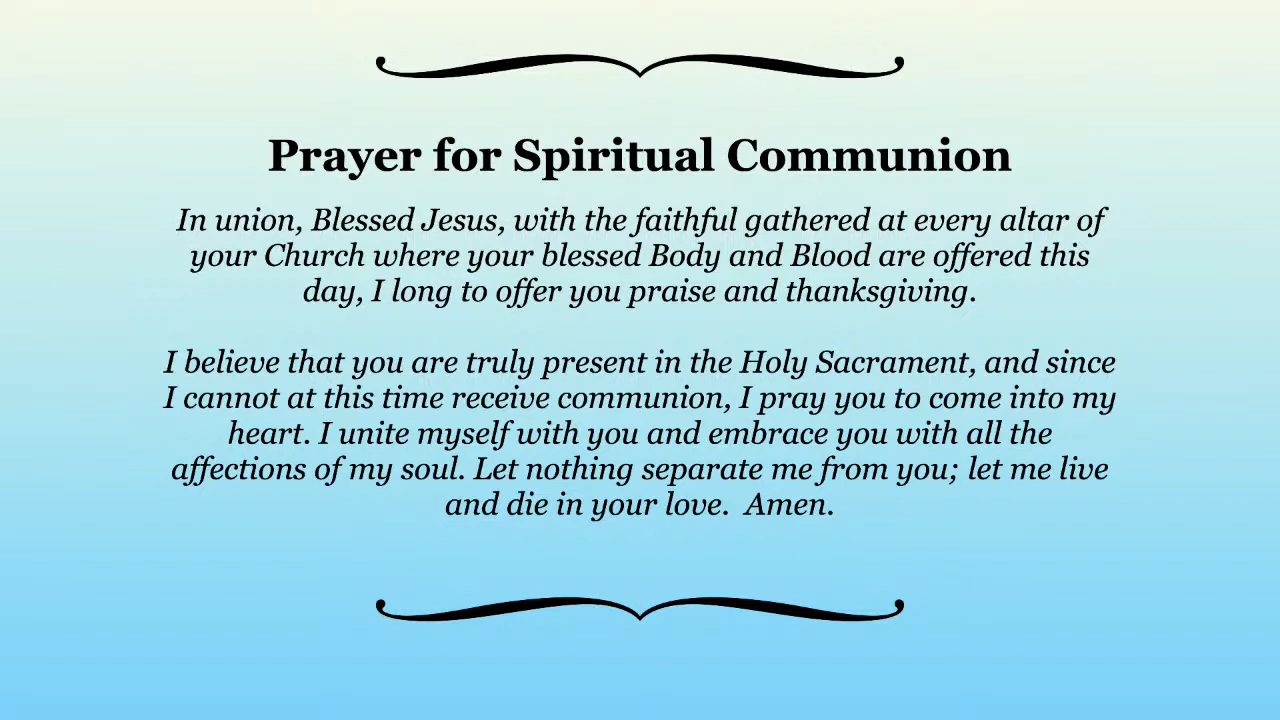 Prayer for Spiritual Communion
In union, Blessed Jesus, with the faithful gathered at every altar of
your Church where your blessed Body and Blood are offered this
day, I long to offer you praise and thanksgiving.
I believe that you are truly present in the Holy Sacrament, and since
I cannot at this time receive communion, I pray you to come into my
heart. I unite myself with you and embrace you with all the
affections of my soul. Let nothing separate me from you; let me live
and die in your love.  Amen.